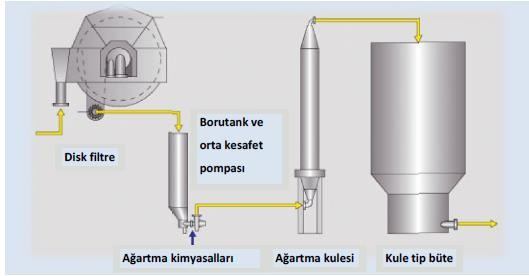 Borutank ve
orta kesafet
pompası
Disk filtre
Ağartma kimyasalları
Ağartma kulesi
Kule tip büte